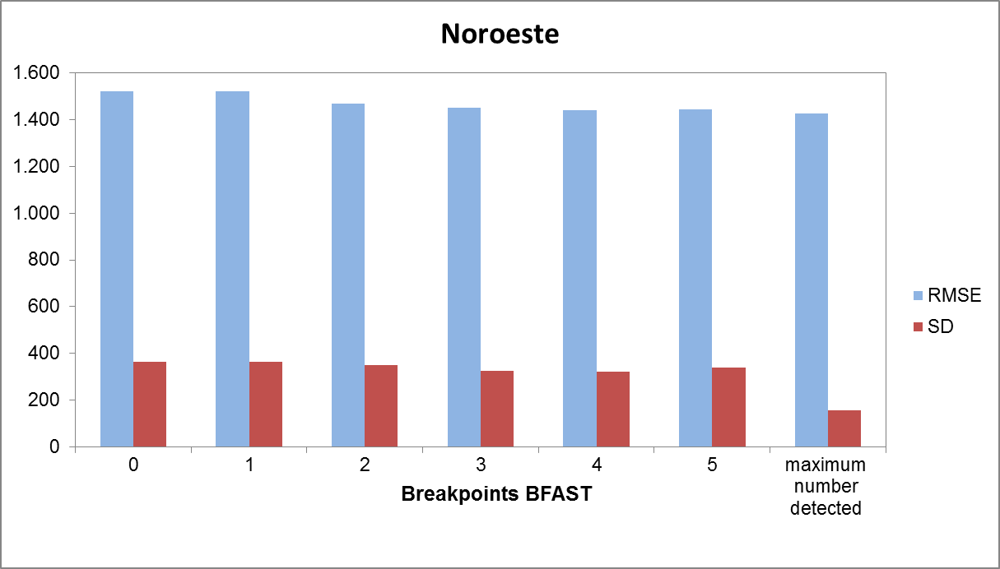 Noroeste
1.600
1.400
1.200
1.000
800
600
400
200
0
0 1 2 3 4 5 maximum
number
detected
Breakpoints BFAST
RMSE
SD